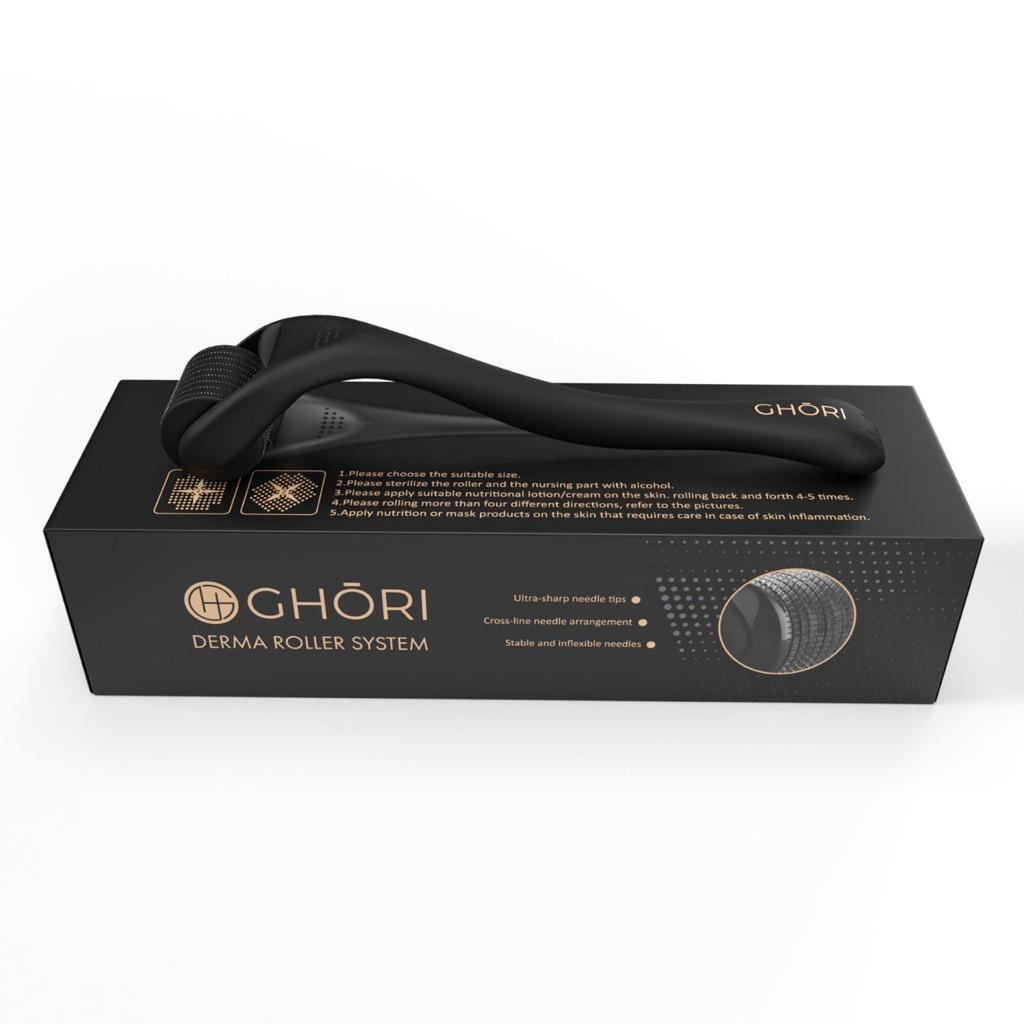 GHŌRI
1.Please choose the suitable size.
2.Please sterilize the roller and the nursing part with alcohol.
3.Please apply suitable nutritional lotion/cream on the skin. rolling back and forth 4-5 times.
4.Please rolling more than four different directions, refer to the pictures.
5.Apply nutrition or mask products on the skin that requires care in case of skin inflammation.
GHŌRI
DERMA ROLLER SYSTEM
Ultra-sharp needle tips
Cross-line needle arrangement
Stable and inflexible needles